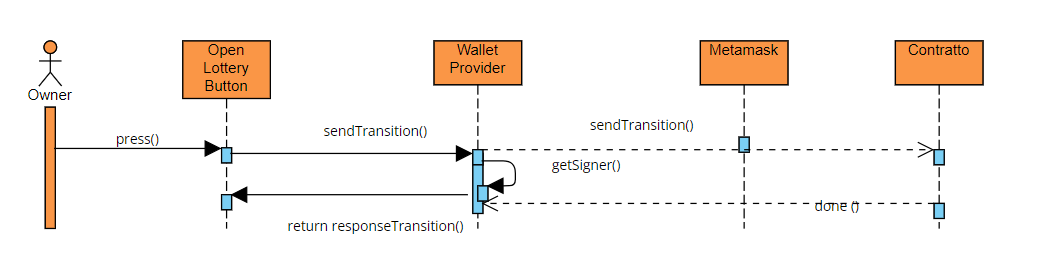 Open
Lottery
Button
Wallet
Provider
Metamask
Contratto
Owner
press()
sendTransition()
sendTransition()
getSigner()
done ()
return responseTransition()